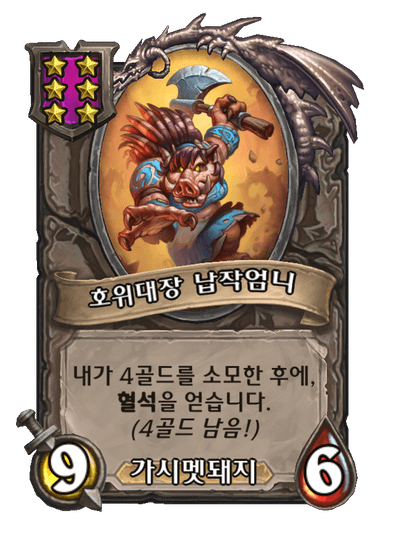 호위대장 납작엄니
내가 4골드를 소모한 후에,
혈석을 얻습니다.
(4골드 남음!)
9
가시멧돼지
6